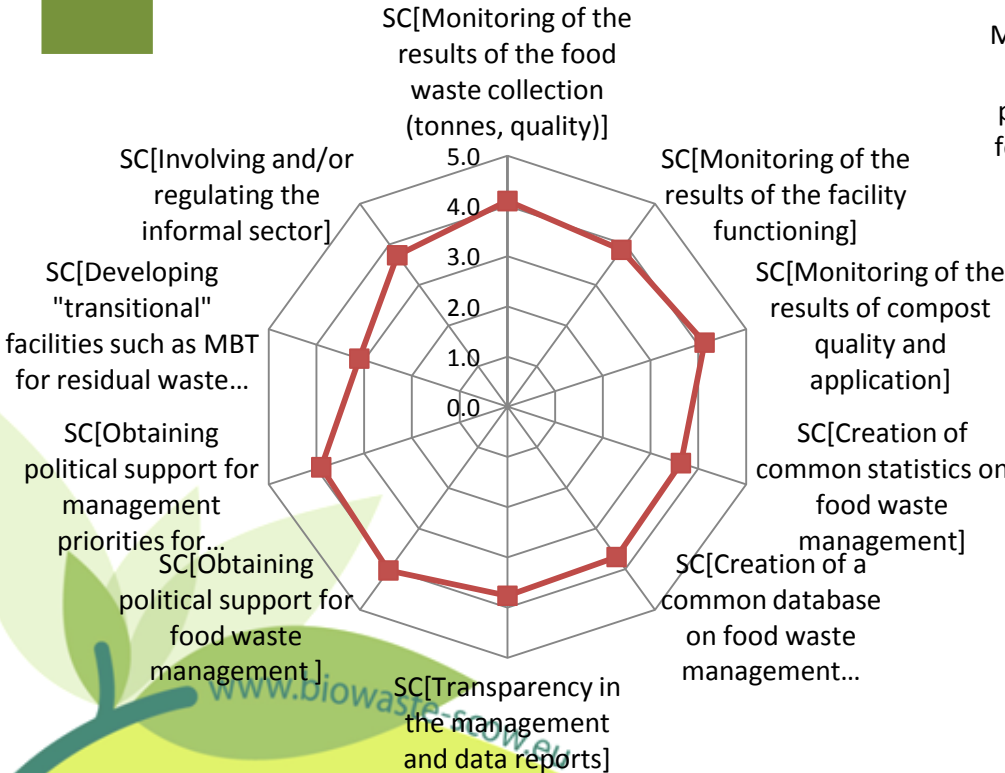 SC[Monitoring of the
results of the food
waste collection
(tonnes, quality)]
SC[Monitoring of the
results of the facility
functioning]
SC[Monitoring of the
results of compost
quality and
application]
SC[Creation of
common statistics on
food waste
management]
SC[Creation of a
common database
on food waste
management...
SC[Transparency in
the management
and data reports]
SC[Obtaining
political support for
food waste
management ]
SC[Obtaining
political support for
management
priorities for...
SC[Developing
"transitional"
facilities such as MBT
for residual waste...
SC[Involving and/or
regulating the
informal sector]
5.0
4.0
3.0
2.0
1.0
0.0
www.biowaste-scow.eu